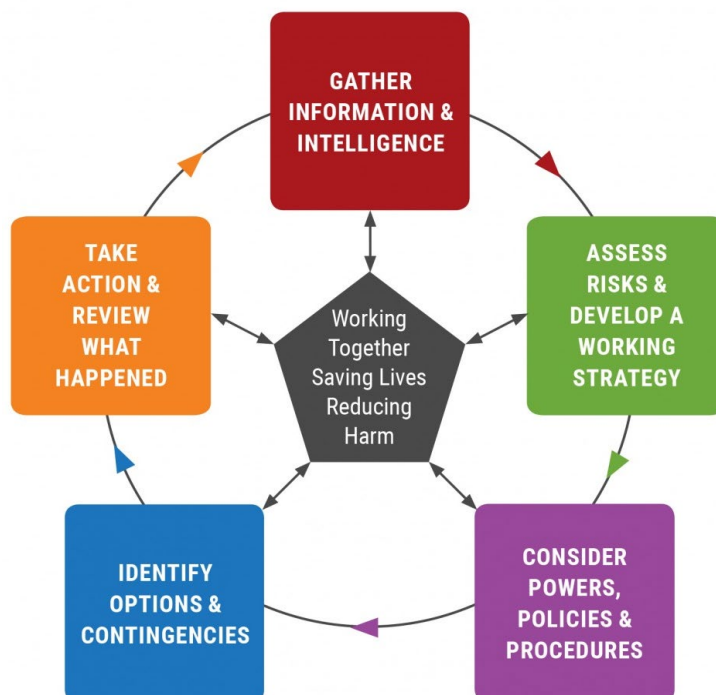 GATHER
INFORMATION &
INTELLIGENCE
ASSESS
RISKS &
DEVELOP A
WORKING
STRATEGY
CONSIDER
POWERS,
POLICIES &
PROCEDURES
IDENTIFY
OPTIONS &
CONTINGENCIES
TAKE
ACTION &
REVIEW
WHAT
HAPPENED
Working
Together
Saving Lives
Reducing
Harm